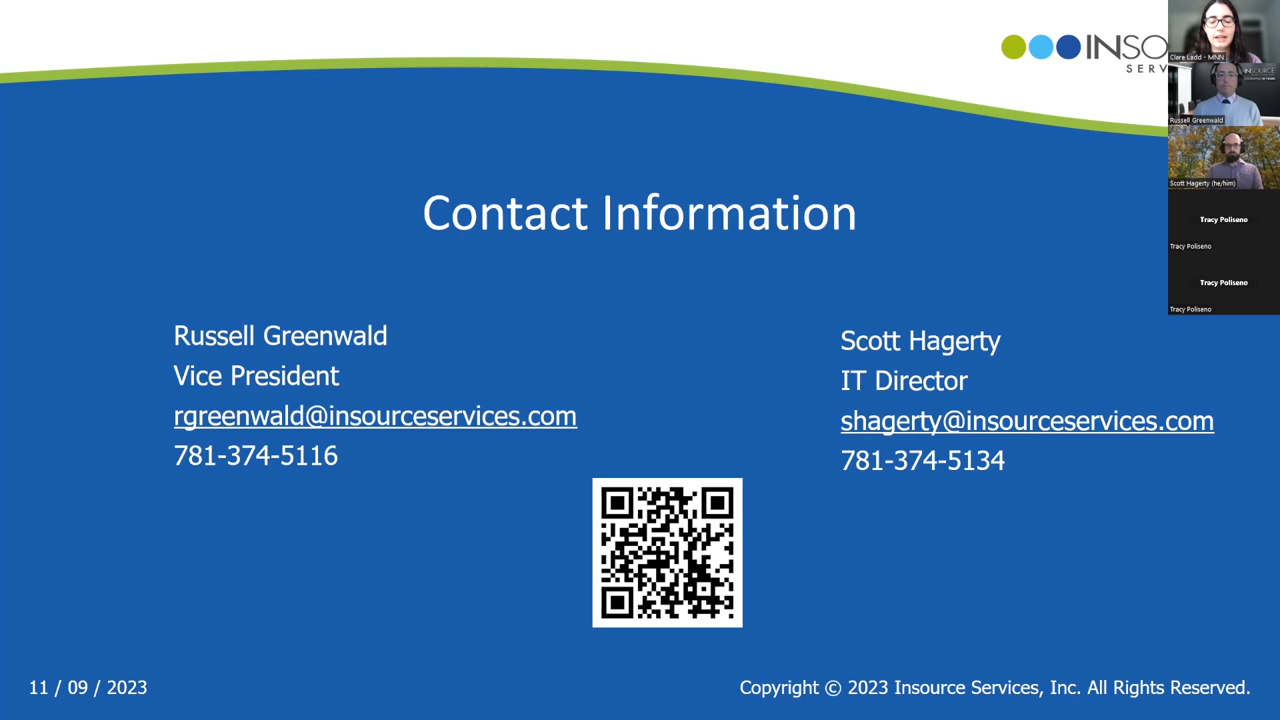 INSO
SERV
Clare Ladd - MNN
Russell Greenwald
Scott Hagerty (he/him)
Tracy Poliseno
Tracy Poliseno
Tracy Poliseno
Tracy Poliseno
Contact Information
Russell Greenwald
Vice President
rgreenwald@insourceservices.com
781-374-5116
Scott Hagerty
IT Director
shagerty@insourceservices.com
781-374-5134
11 / 09 / 2023
Copyright © 2023 Insource Services, Inc. All Rights Reserved.